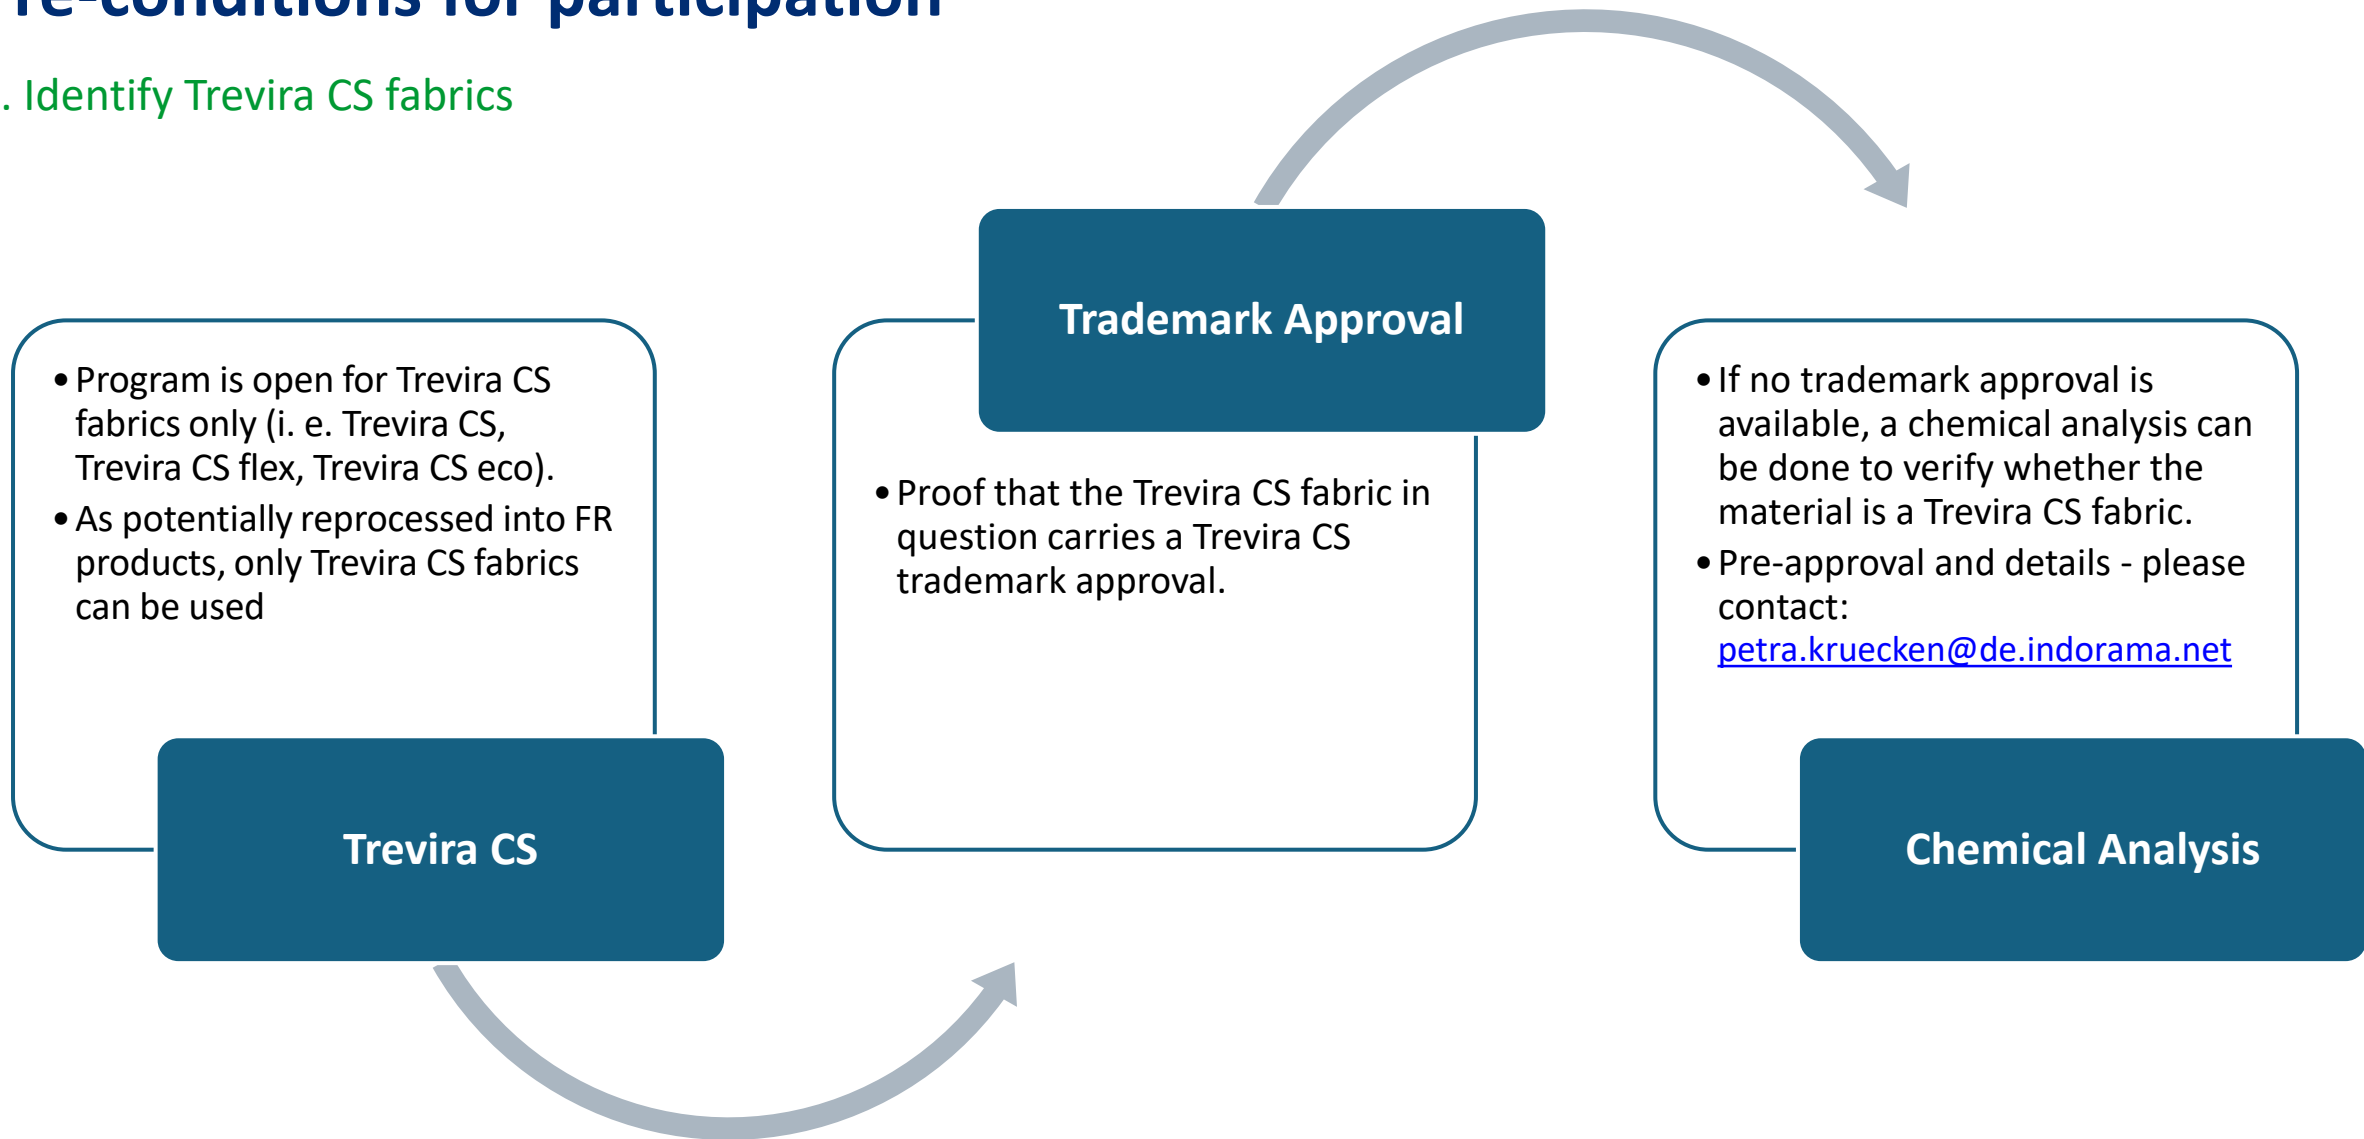 re-conditions for participation
. Identify Trevira CS fabrics
• Program is open for Trevira CS
fabrics only (i. e. Trevira CS,
Trevira CS flex, Trevira CS eco).
• As potentially reprocessed into FR
products, only Trevira CS fabrics
can be used
Trevira CS
Trademark Approval
• Proof that the Trevira CS fabric in
question carries a Trevira CS
trademark approval.
• If no trademark approval is
available, a chemical analysis can
be done to verify whether the
material is a Trevira CS fabric.
• Pre-approval and details - please
contact:
petra.kruecken@de.indorama.net
Chemical Analysis